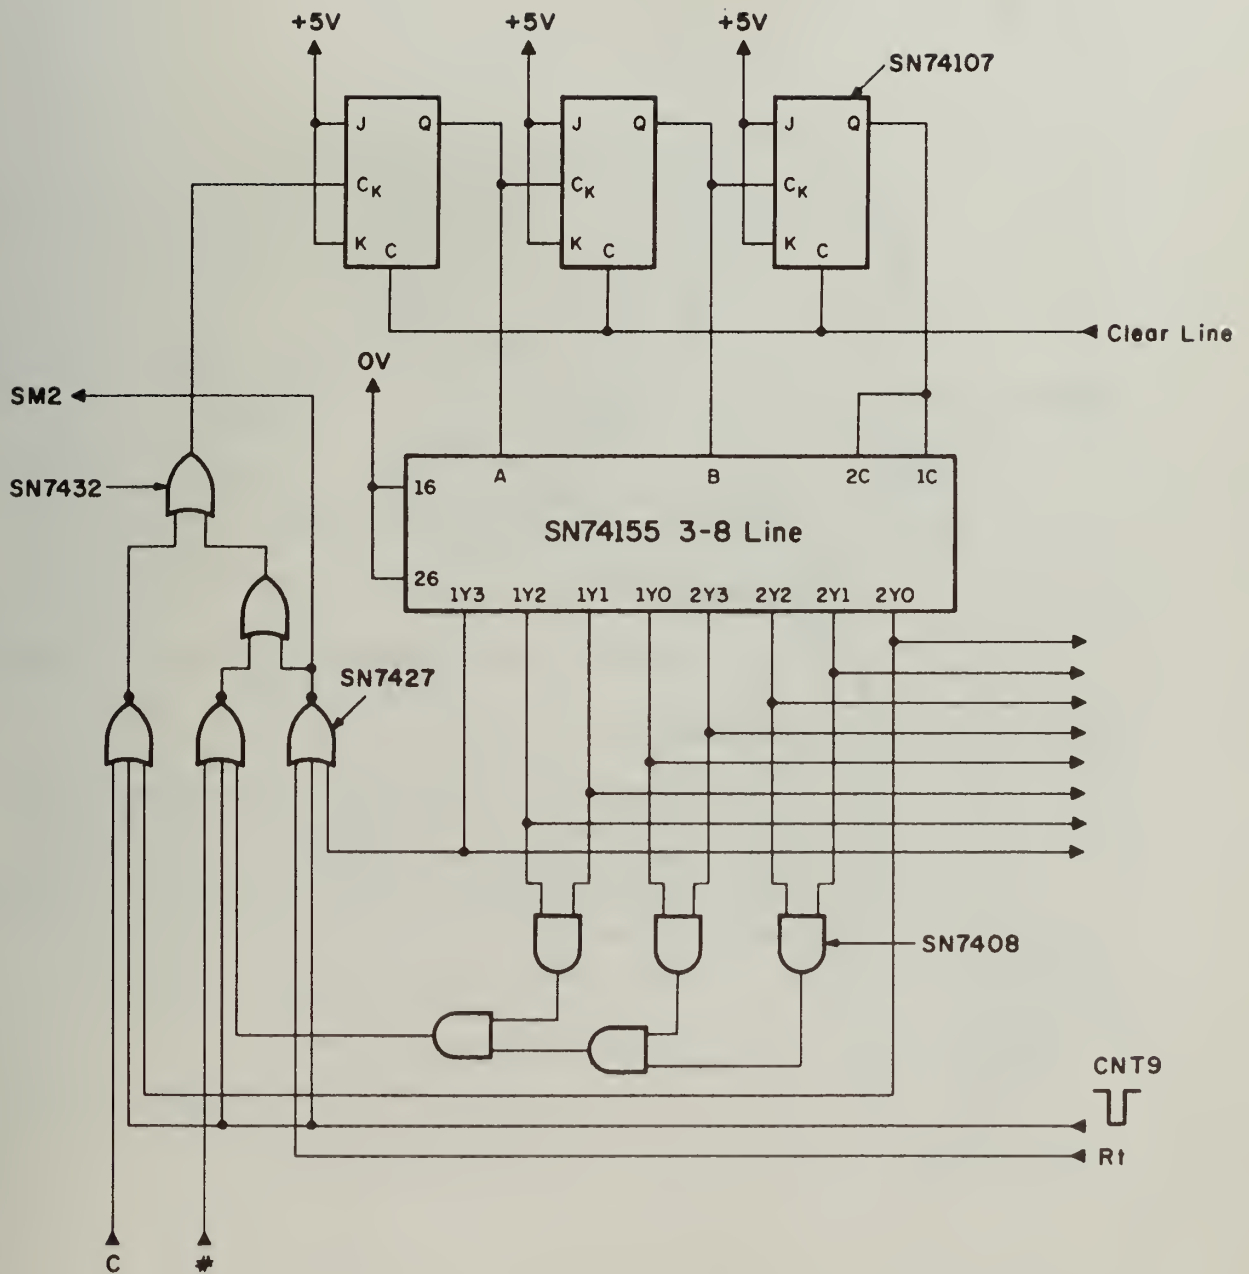 +5V +5V +5V
SN74107
J Q J Q J Q
CK CK CK
K C K C K C
Clear Line
0V
SM2
SN7432
A B 2C 1C
16
SN74155 3-8 Line
26
1Y3 1Y2 1Y1 1Y0 2Y3 2Y2 2Y1 2Y0
SN7427
SN7408
CNT9
Rt
C #